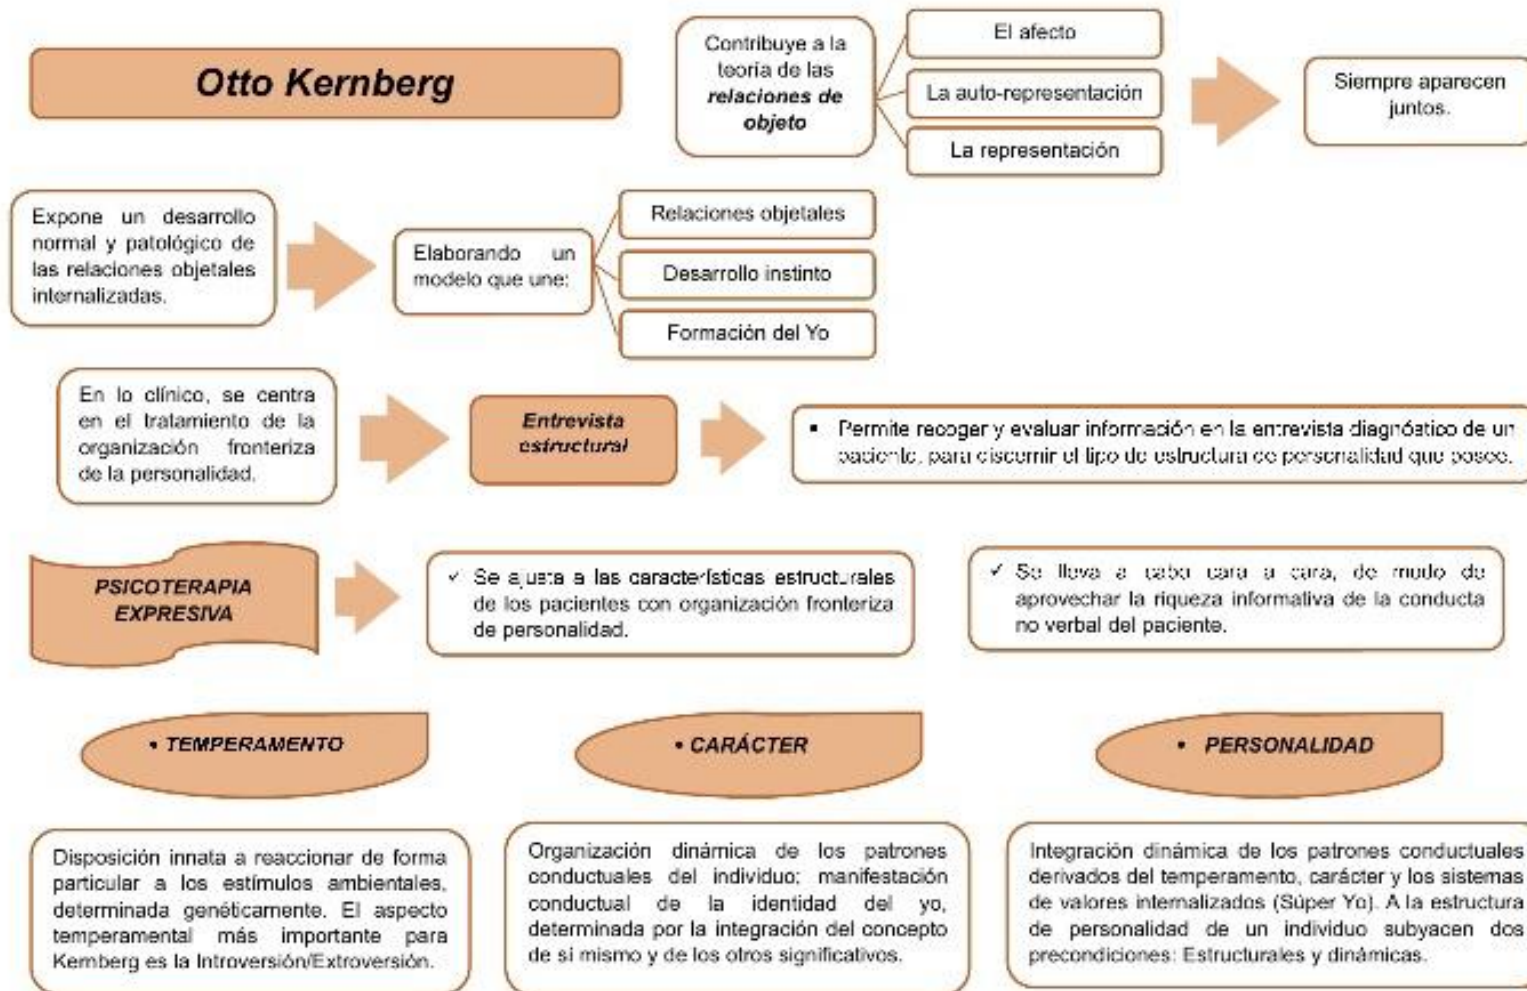 Otto Kernberg
Contribuye a la
teoría de las
relaciones de
objeto
El afecto
La auto-representación
La representación
Siempre aparecen
juntos.
Expone un desarrollo
normal y patológico de
las relaciones objetales
internalizadas.
Elaborando un
modelo que une:
Relaciones objetales
Desarrollo instinto
Formación del Yo
En lo clínico, se centra
en el tratamiento de la
organización fronteriza
de la personalidad.
Entrevista
estructural
▪ Permite recoger y evaluar información en la entrevista diagnóstico de un
paciente, para discernir el tipo de estructura de personalidad que posee.
PSICOTERAPIA
EXPRESIVA
✓ Se ajusta a las características estructurales
de los pacientes con organización fronteriza
de personalidad.
✓ Se lleva a cabo cara a cara, de modo de
aprovechar la riqueza informativa de la conducta
no verbal del paciente.
• TEMPERAMENTO
• CARÁCTER
• PERSONALIDAD
Disposición innata a reaccionar de forma
particular a los estímulos ambientales,
determinada genéticamente. El aspecto
temperamental más importante para
Kernberg es la Introversión/Extroversión.
Organización dinámica de los patrones
conductuales del individuo; manifestación
conductual de la identidad del yo,
determinada por la integración del concepto
de sí mismo y de los otros significativos.
Integración dinámica de los patrones conductuales
derivados del temperamento, carácter y los sistemas
de valores internalizados (Súper Yo). A la estructura
de personalidad de un individuo subyacen dos
precondiciones: Estructurales y dinámicas.